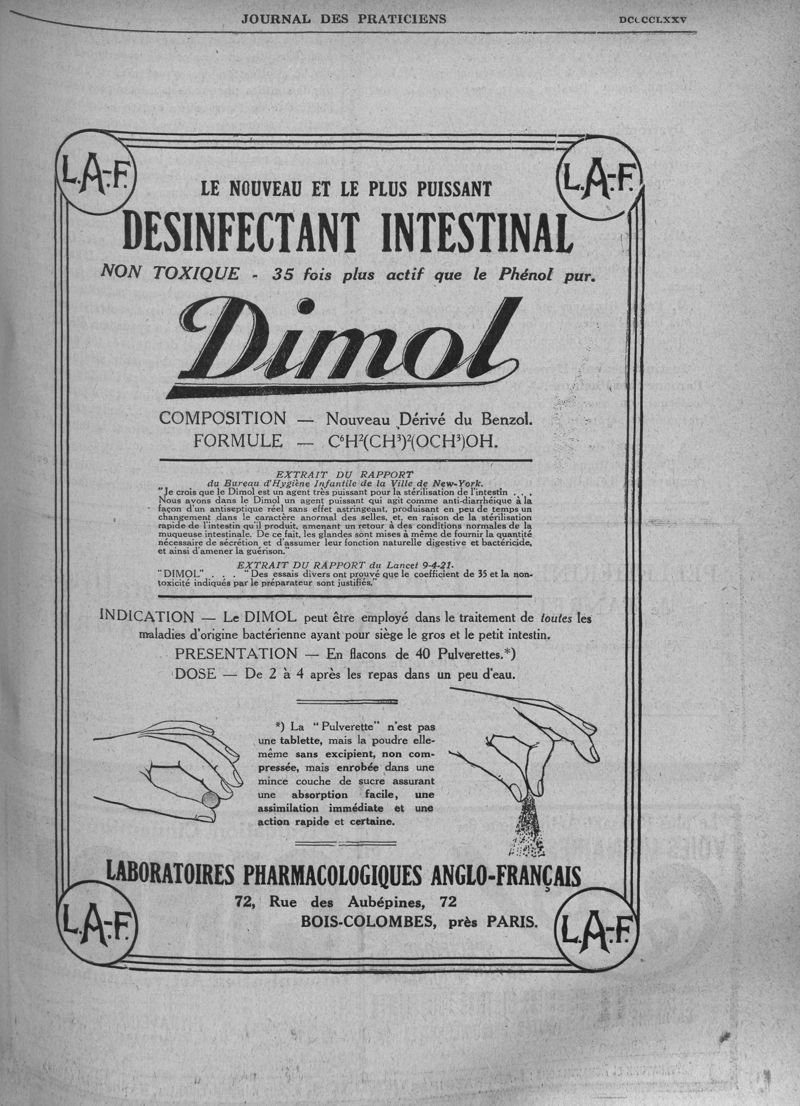 JOURNAL DES PRATICIENS
L.A.-F.
L.A.-F.
LE NOUVEAU ET LE PLUS PUISSANT
DESINFECTANT INTESTINAL
NON TOXIQUE - 35 fois plus actif que le Phénol pur.
Dimol
COMPOSITION — Nouveau Dérivé du Benzol.
FORMULE — C⁶H²(CH³)²(OCH³)OH.
EXTRAIT DU RAPPORT
du Bureau d'Hygiène Infantile de la Ville de New-York.
"Je crois que le Dimol est un agent très puissant pour la stérilisation de l'intestin . . .
Nous avons dans le Dimol un agent puissant qui agit comme anti-diarrhéique à la
façon d'un antiseptique réel sans effet astringeant, produisant en peu de temps un
changement dans le caractère anormal des selles, et, en raison de la stérilisation
rapide de l'intestin qu'il produit, amenant un retour à des conditions normales de la
muqueuse intestinale. De ce fait, les glandes sont mises à même de fournir la quantité
nécessaire de sécrétion et d'assumer leur fonction naturelle digestive et bactéricide,
et ainsi d'amener la guérison."
EXTRAIT DU RAPPORT du Lancet 9-4-21.
"DIMOL" . . . "Des essais divers ont prouvé que le coefficient de 35 et la non-
toxicité indiqués par le préparateur sont justifiés."
INDICATION — Le DIMOL peut être employé dans le traitement de toutes les
maladies d'origine bactérienne ayant pour siège le gros et le petit intestin.
PRESENTATION — En flacons de 40 Pulverettes.*)
DOSE — De 2 à 4 après les repas dans un peu d'eau.
*) La "Pulverette" n'est pas
une tablette, mais la poudre elle-
même sans excipient, non com-
pressée, mais enrobée dans une
mince couche de sucre assurant
une absorption facile, une
assimilation immédiate et une
action rapide et certaine.
LABORATOIRES PHARMACOLOGIQUES ANGLO-FRANÇAIS
72, Rue des Aubépines, 72
BOIS-COLOMBES, près PARIS.
L.A.-F.
L.A.-F.